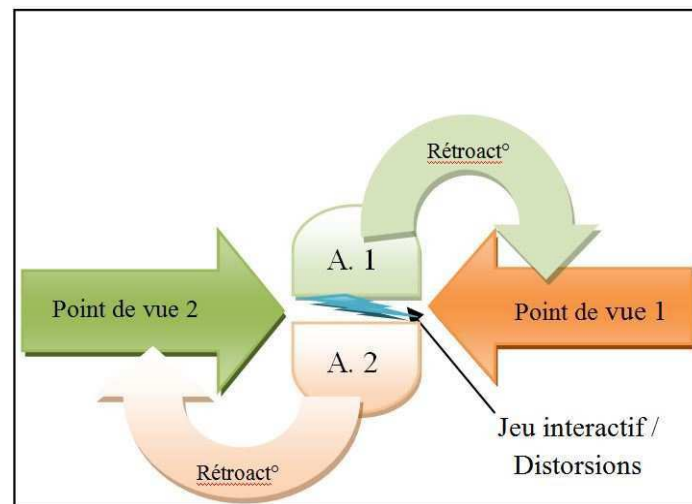 Rétroact°
A. 1
Point de vue 2
Point de vue 1
A. 2
Jeu interactif /
Distorsions
Rétroact°